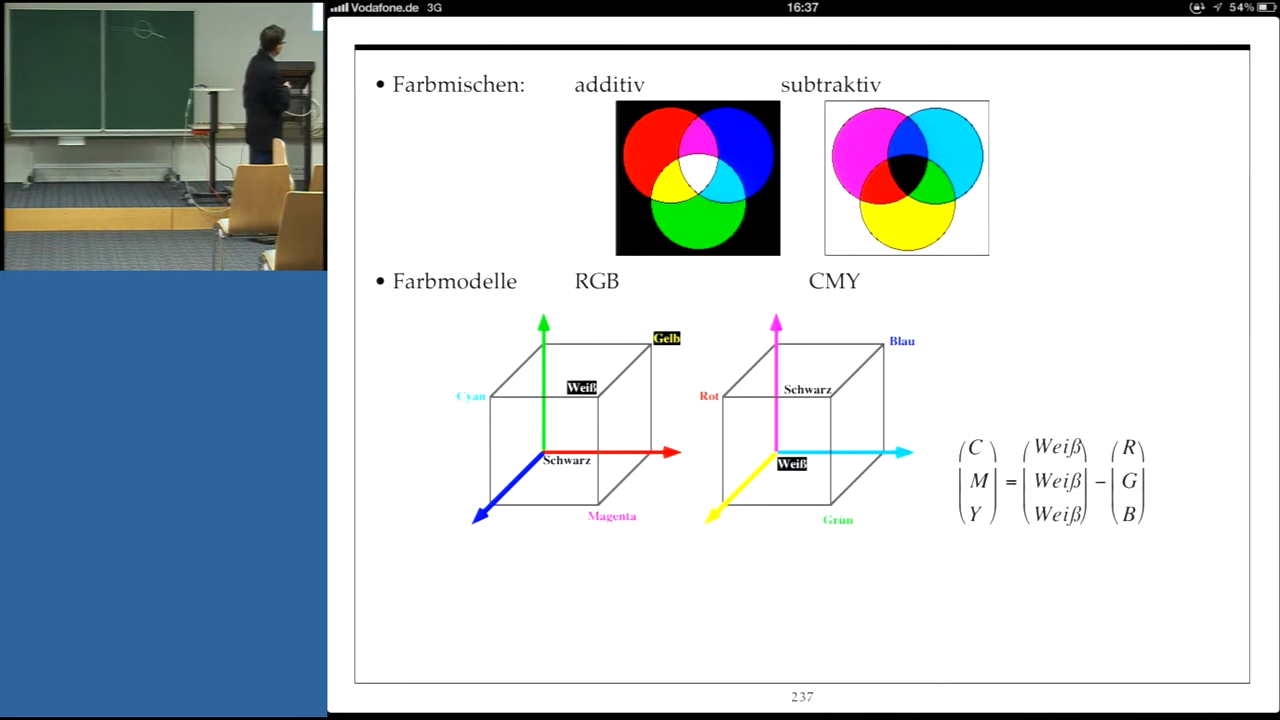 Vodafone.de 3G 16:37 54%
• Farbmischen: additiv subtraktiv
• Farbmodelle RGB CMY
Gelb Blau
Weiß Schwarz
Cyan Rot
Schwarz Weiß
Magenta Grün
C Weiß R
M = Weiß − G
Y Weiß B
237